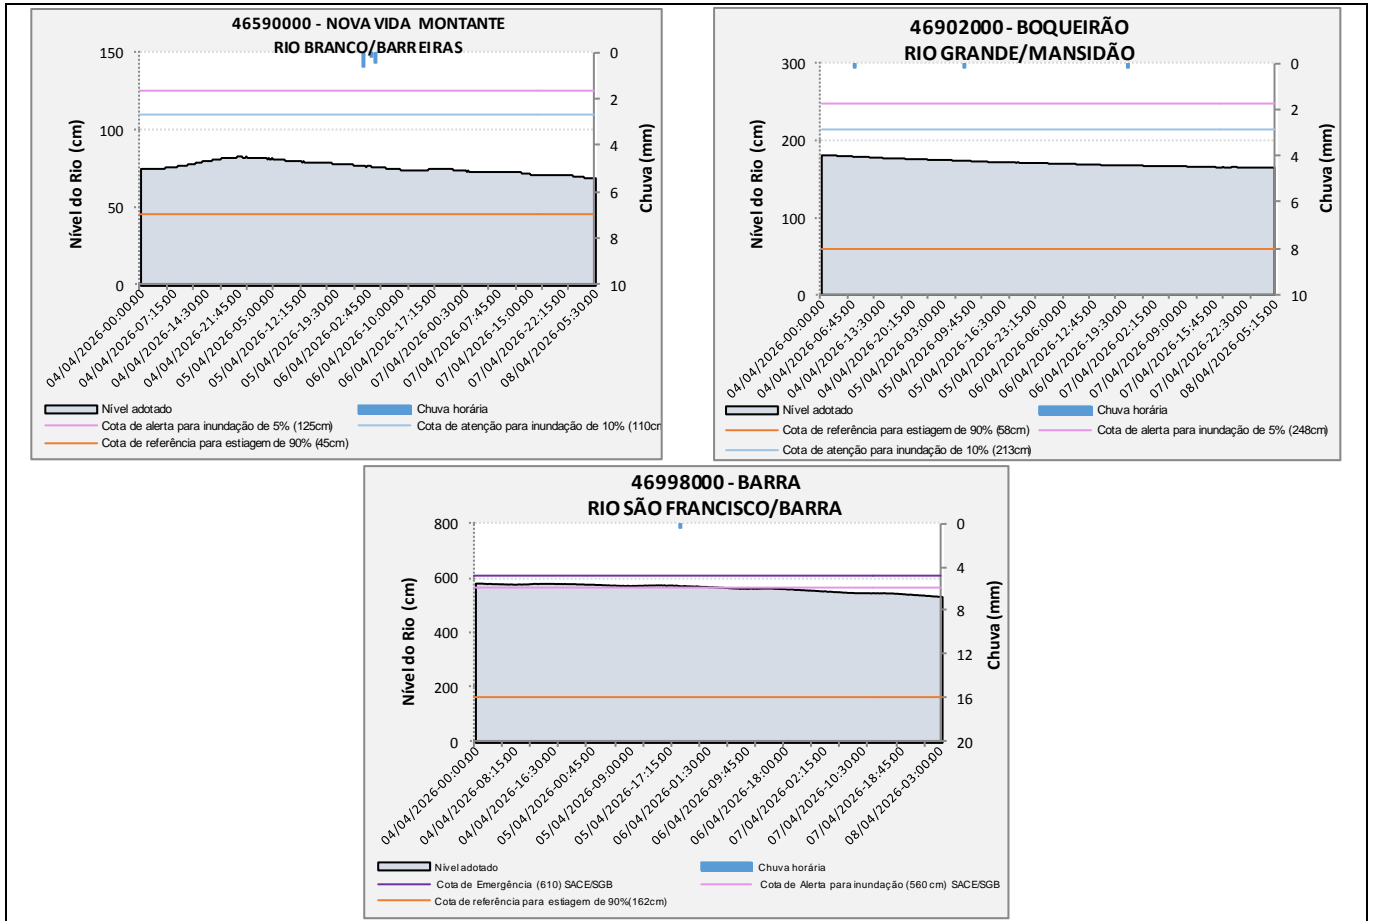 46590000 - NOVA VIDA MONTANTE
RIO BRANCO/BARREIRAS
150
100
50
0
Nível do Rio (cm)
0
2
4
6
8
10
Chuva (mm)
04/04/2026-00:00:00
04/04/2026-07:15:00
04/04/2026-14:30:00
04/04/2026-21:45:00
05/04/2026-05:00:00
05/04/2026-12:15:00
05/04/2026-19:30:00
06/04/2026-02:45:00
06/04/2026-10:00:00
06/04/2026-17:15:00
07/04/2026-00:30:00
07/04/2026-07:45:00
07/04/2026-15:00:00
07/04/2026-22:15:00
08/04/2026-05:30:00
Nível adotado
Chuva horária
Cota de alerta para inundação de 5% (125cm)
Cota de atenção para inundação de 10% (110cm
Cota de referência para estiagem de 90% (45cm)
46902000 - BOQUEIRÃO
RIO GRANDE/MANSIDÃO
300
200
100
0
Nível do Rio (cm)
0
2
4
6
8
10
Chuva (mm)
04/04/2026-00:00:00
04/04/2026-06:45:00
04/04/2026-13:30:00
04/04/2026-20:15:00
05/04/2026-03:00:00
05/04/2026-09:45:00
05/04/2026-16:30:00
05/04/2026-23:15:00
06/04/2026-06:00:00
06/04/2026-12:45:00
06/04/2026-19:30:00
07/04/2026-02:15:00
07/04/2026-09:00:00
07/04/2026-15:45:00
07/04/2026-22:30:00
08/04/2026-05:15:00
Nível adotado
Chuva horária
Cota de referência para estiagem de 90% (58cm)
Cota de alerta para inundação de 5% (248cm)
Cota de atenção para inundação de 10% (213cm)
46998000 - BARRA
RIO SÃO FRANCISCO/BARRA
800
600
400
200
0
Nível do Rio (cm)
0
4
8
12
16
20
Chuva (mm)
04/04/2026-00:00:00
04/04/2026-08:15:00
04/04/2026-16:30:00
05/04/2026-00:45:00
05/04/2026-09:00:00
05/04/2026-17:15:00
06/04/2026-01:30:00
06/04/2026-09:45:00
06/04/2026-18:00:00
07/04/2026-02:15:00
07/04/2026-10:30:00
07/04/2026-18:45:00
08/04/2026-03:00:00
Nível adotado
Chuva horária
Cota de Emergência (610) SACE/SGB
Cota de Alerta para inundação (560 cm) SACE/SGB
Cota de referência para estiagem de 90%(162cm)